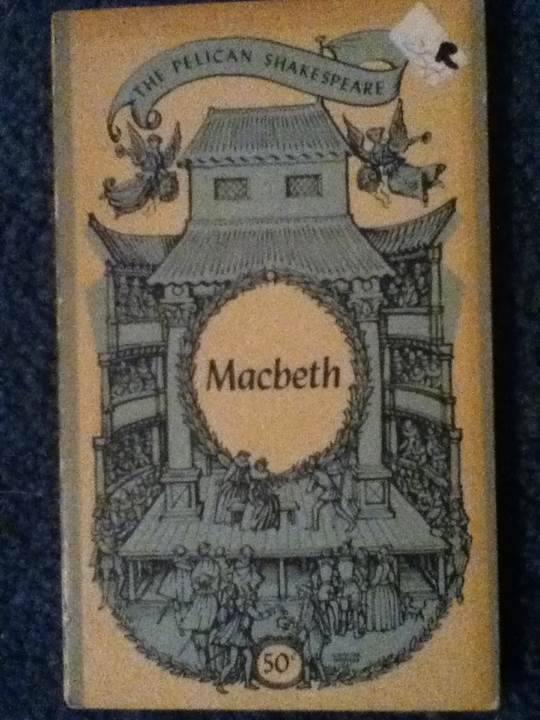 THE PELICAN SHAKESPEARE
R
Macbeth
50¢